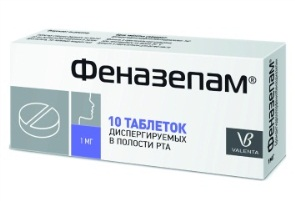 Феназепам®
10 ТАБЛЕТОК
ДИСПЕРГИРУЕМЫХ
В ПОЛОСТИ РТА
1 МГ
VALENTA